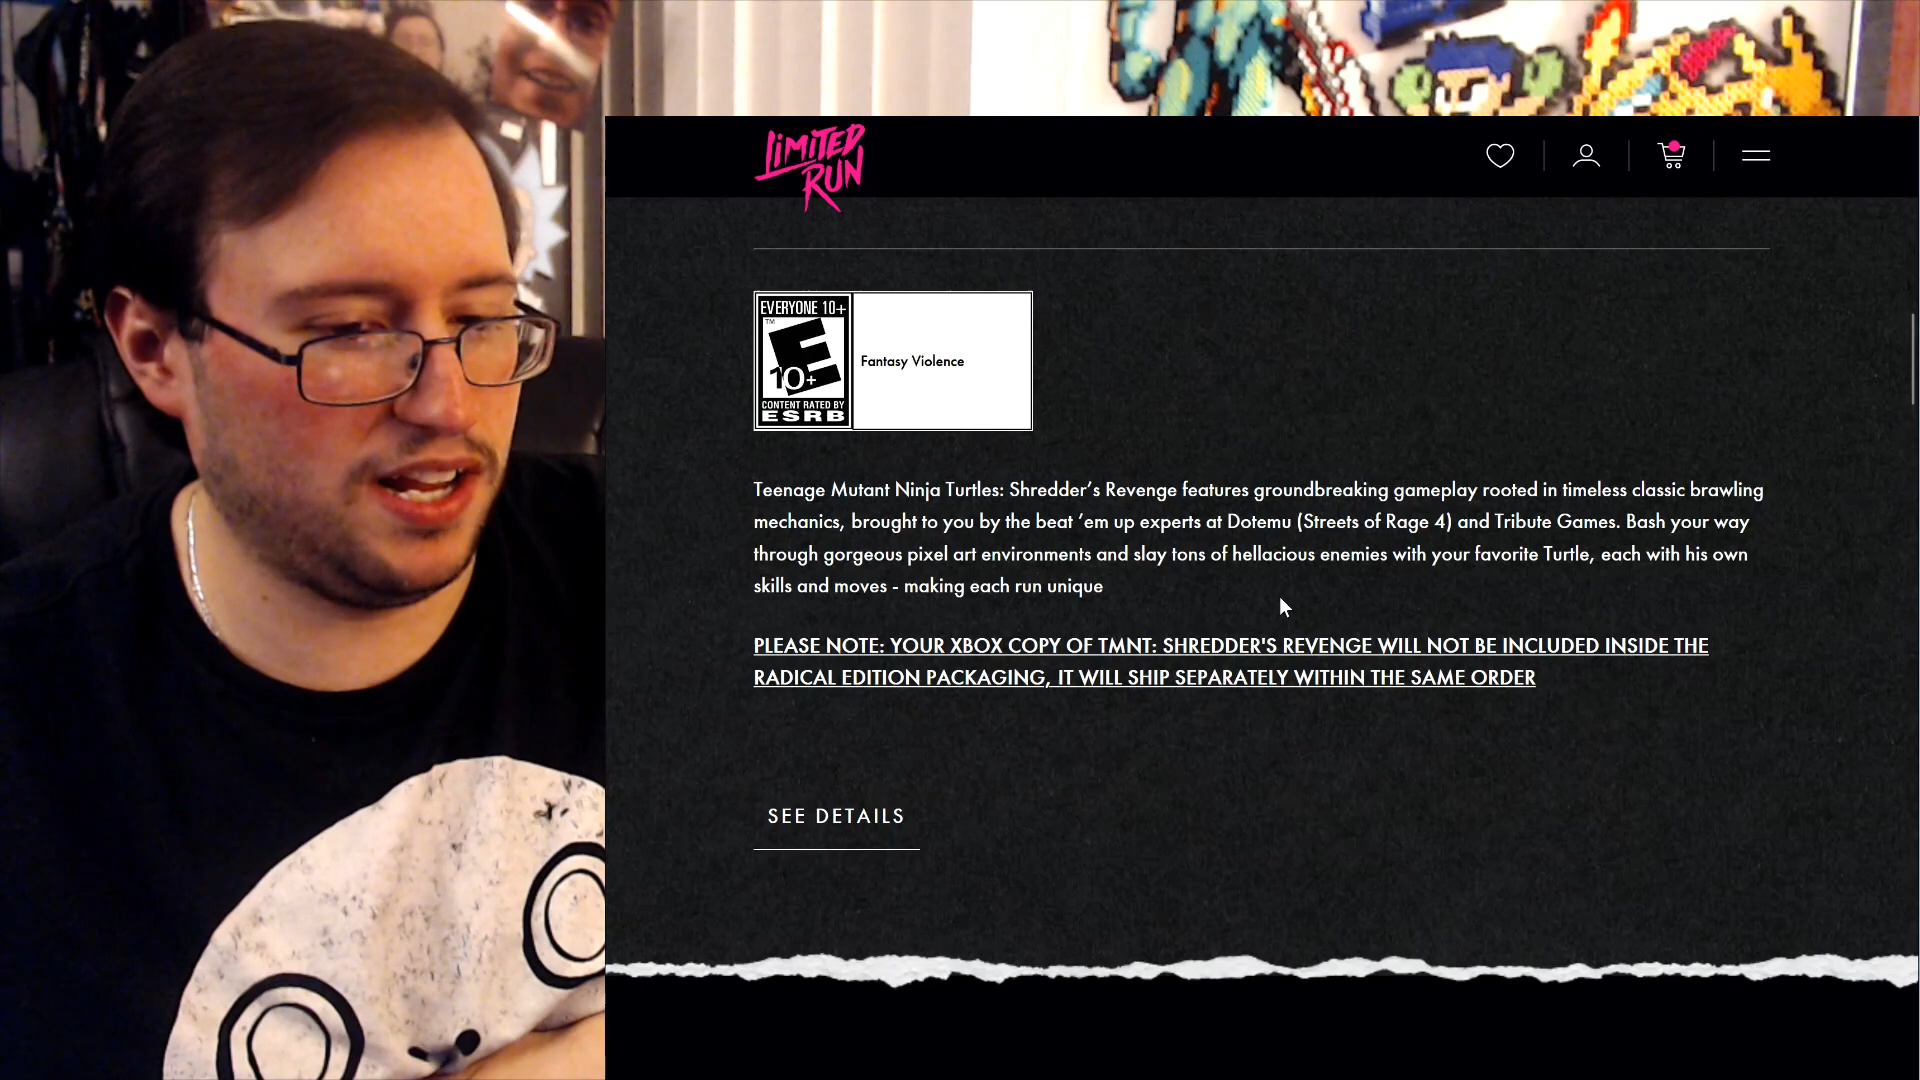 LIMITED
RUN
EVERYONE 10+
TM
E
10+
CONTENT RATED BY
ESRB
Fantasy Violence
Teenage Mutant Ninja Turtles: Shredder’s Revenge features groundbreaking gameplay rooted in timeless classic brawling
mechanics, brought to you by the beat ’em up experts at Dotemu (Streets of Rage 4) and Tribute Games. Bash your way
through gorgeous pixel art environments and slay tons of hellacious enemies with your favorite Turtle, each with his own
skills and moves - making each run unique
PLEASE NOTE: YOUR XBOX COPY OF TMNT: SHREDDER'S REVENGE WILL NOT BE INCLUDED INSIDE THE
RADICAL EDITION PACKAGING, IT WILL SHIP SEPARATELY WITHIN THE SAME ORDER
SEE DETAILS